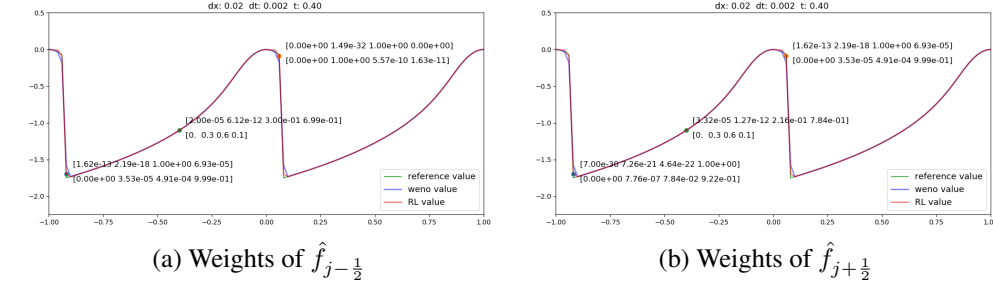 dx: 0.02 dt: 0.002 t: 0.40
0.5
0.0
−0.5
−1.0
−1.5
−2.0
[0.00e+00 1.49e-32 1.00e+00 0.00e+00]
[0.00e+00 1.00e+00 5.57e-10 1.63e-11]
[2.00e-05 6.12e-12 3.00e-01 6.99e-01]
[0. 0.3 0.6 0.1]
[1.62e-13 2.19e-18 1.00e+00 6.93e-05]
[0.00e+00 3.53e-05 4.91e-04 9.99e-01]
reference value
weno value
RL value
−1.00 −0.75 −0.50 −0.25 0.00 0.25 0.50 0.75 1.00
(a) Weights of f̂_{j−1/2}
dx: 0.02 dt: 0.002 t: 0.40
0.5
0.0
−0.5
−1.0
−1.5
−2.0
[1.62e-13 2.19e-18 1.00e+00 6.93e-05]
[0.00e+00 3.53e-05 4.91e-04 9.99e-01]
[3.32e-05 1.27e-12 2.16e-01 7.84e-01]
[0. 0.3 0.6 0.1]
[7.00e-30 7.26e-21 4.64e-22 1.00e+00]
[0.00e+00 7.76e-07 7.84e-02 9.22e-01]
reference value
weno value
RL value
−1.00 −0.75 −0.50 −0.25 0.00 0.25 0.50 0.75 1.00
(b) Weights of f̂_{j+1/2}